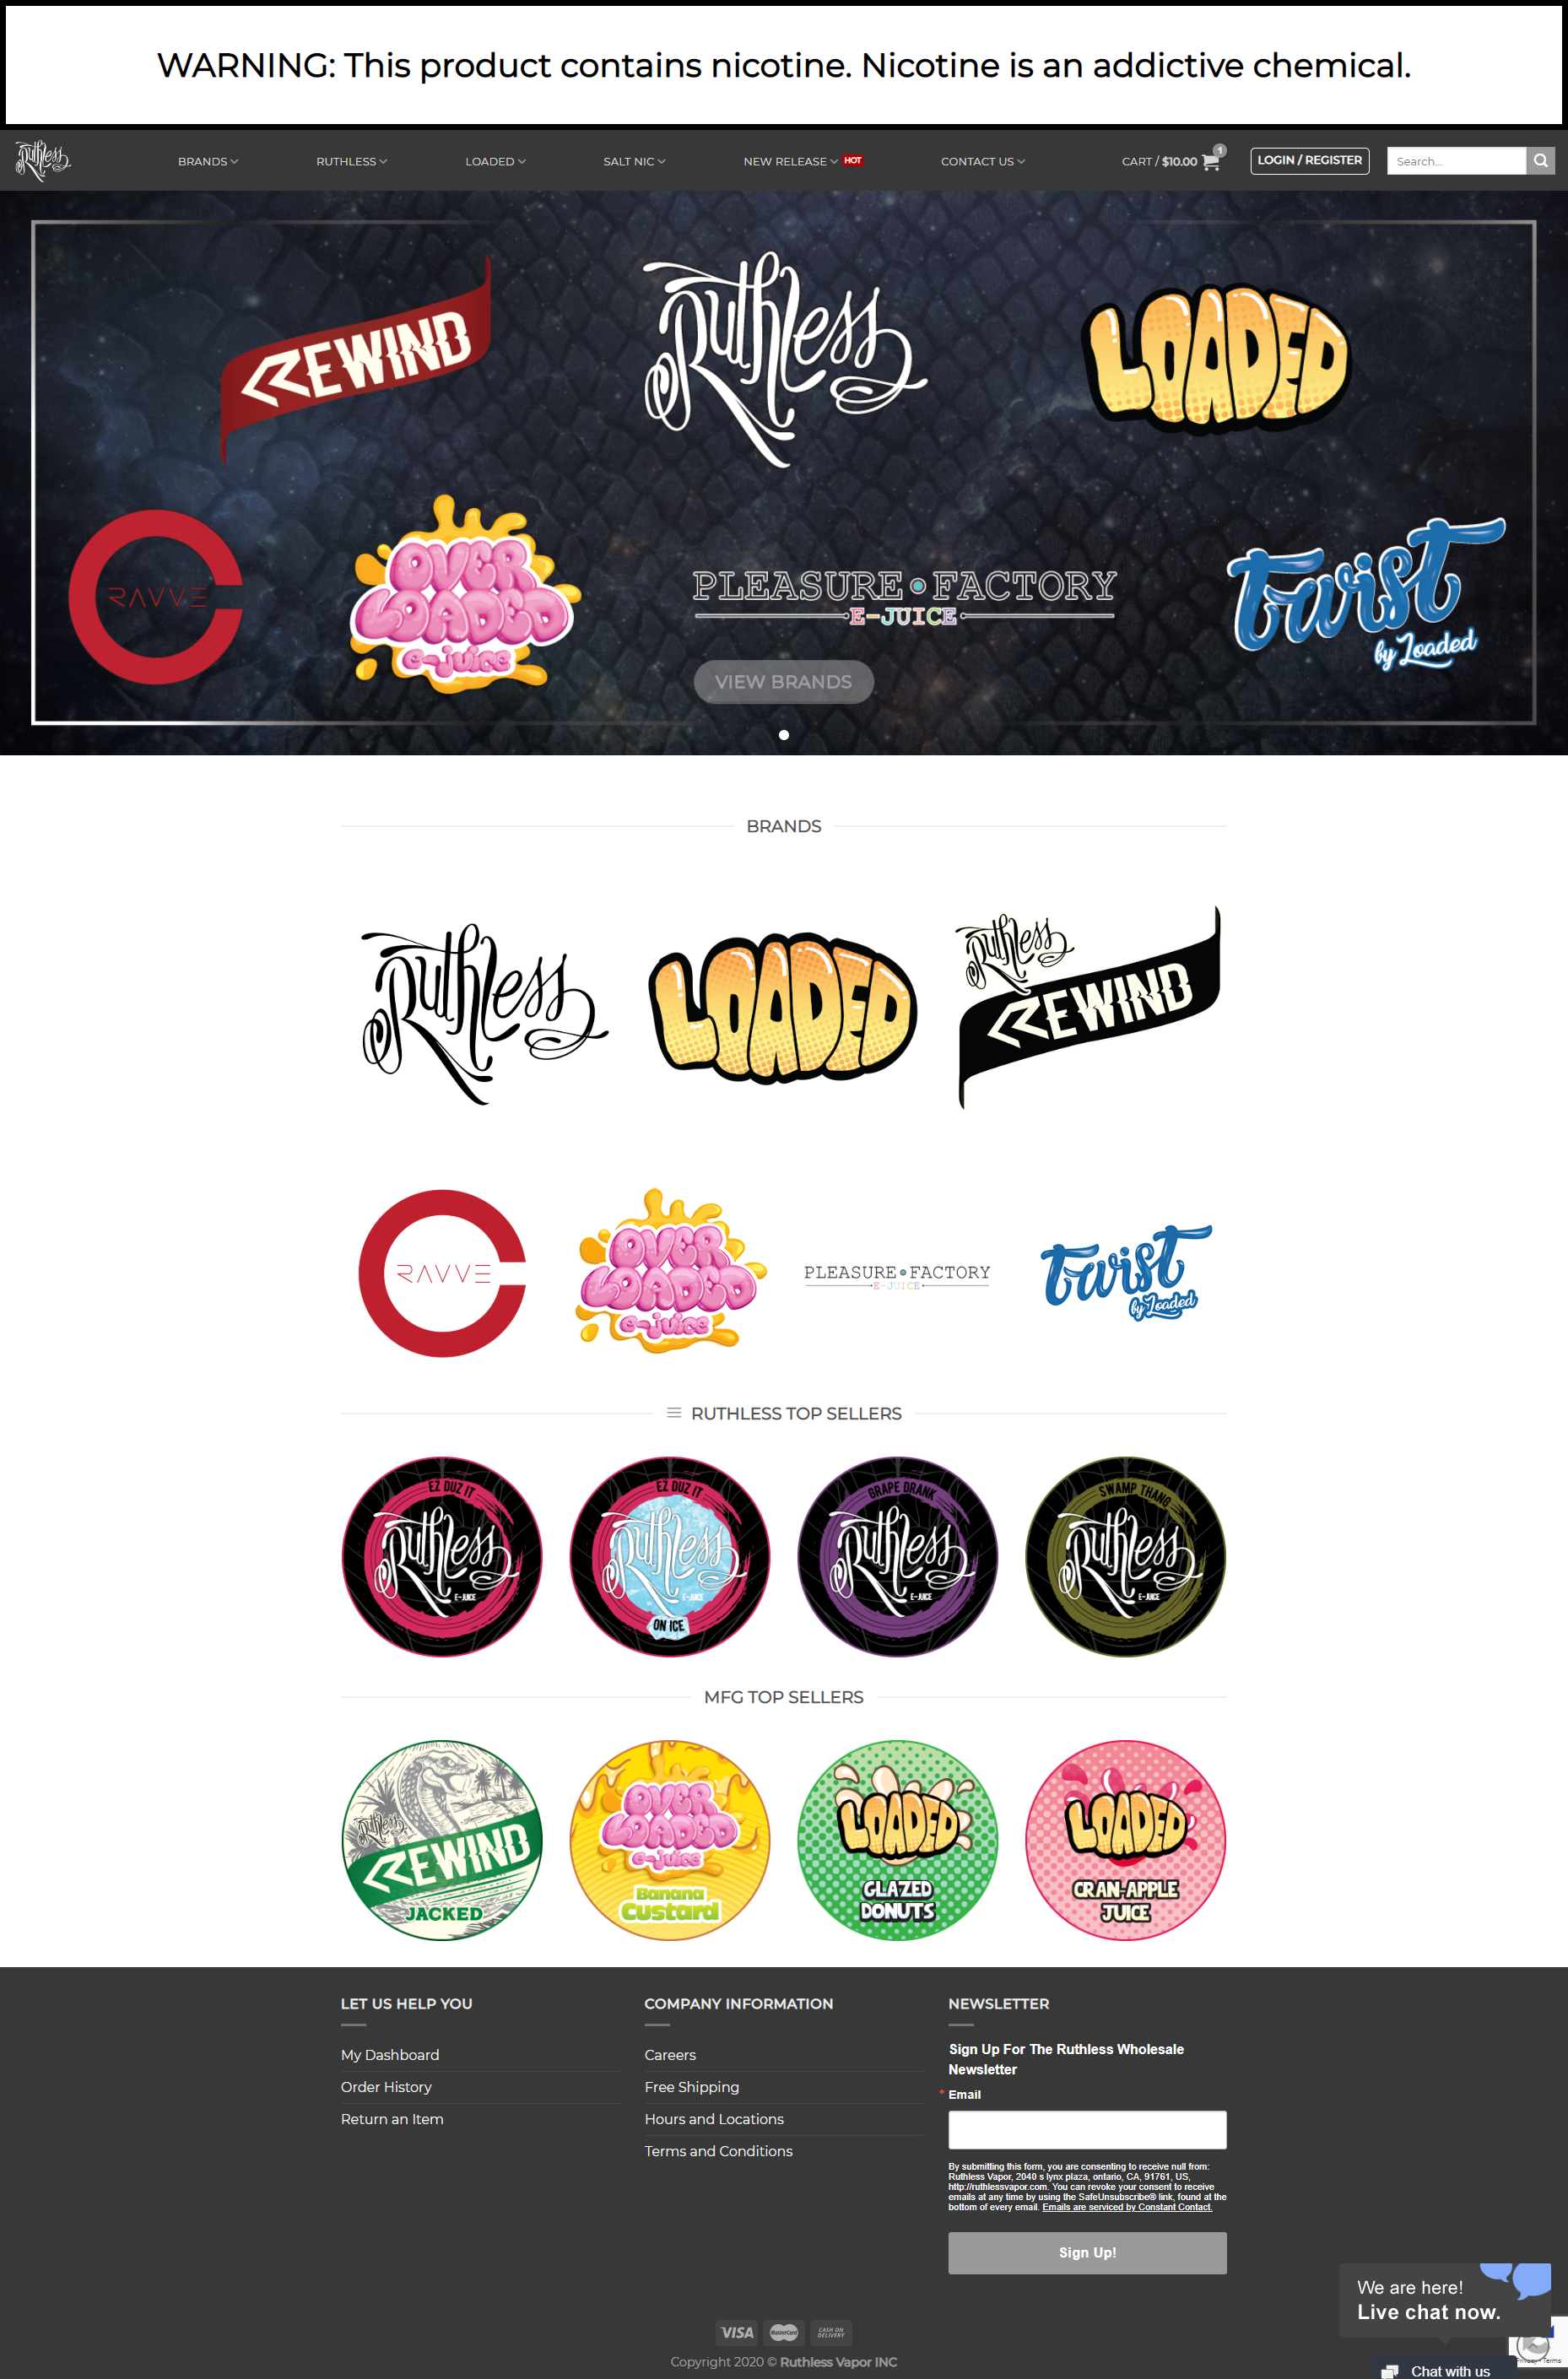 WARNING: This product contains nicotine. Nicotine is an addictive chemical.
Ruthless
BRANDS
RUTHLESS
LOADED
SALT NIC
NEW RELEASE
HOT
CONTACT US
CART / $10.00
1
LOGIN / REGISTER
Search...
REWIND
Ruthless
LOADED
RAVVE
OVER
LOADED
e-juice
PLEASURE FACTORY
E-JUICE
Twist
by Loaded
VIEW BRANDS
BRANDS
Ruthless
LOADED
Ruthless
REWIND
RAVVE
OVER
LOADED
e-juice
PLEASURE FACTORY
E-JUICE
Twist
by Loaded
RUTHLESS TOP SELLERS
EZ DUZ IT
Ruthless
E-JUICE
EZ DUZ IT
Ruthless
E-JUICE
ON ICE
GRAPE DRANK
Ruthless
E-JUICE
SWAMP THANG
Ruthless
E-JUICE
MFG TOP SELLERS
Ruthless
REWIND
JACKED
OVER
LOADED
e-juice
Banana
Custard
LOADED
GLAZED
DONUTS
LOADED
CRAN-APPLE
JUICE
LET US HELP YOU
My Dashboard
Order History
Return an Item
COMPANY INFORMATION
Careers
Free Shipping
Hours and Locations
Terms and Conditions
NEWSLETTER
Sign Up For The Ruthless Wholesale
Newsletter
* Email
By submitting this form, you are consenting to receive null from:
Ruthless Vapor, 2040 s lynx plaza, ontario, CA, 91761, US,
http://ruthlessvapor.com. You can revoke your consent to receive
emails at any time by using the SafeUnsubscribe® link, found at the
bottom of every email. Emails are serviced by Constant Contact.
Sign Up!
We are here!
Live chat now.
VISA
MasterCard
CASH ON
DELIVERY
Copyright 2020 © Ruthless Vapor INC
Privacy - Terms
Chat with us